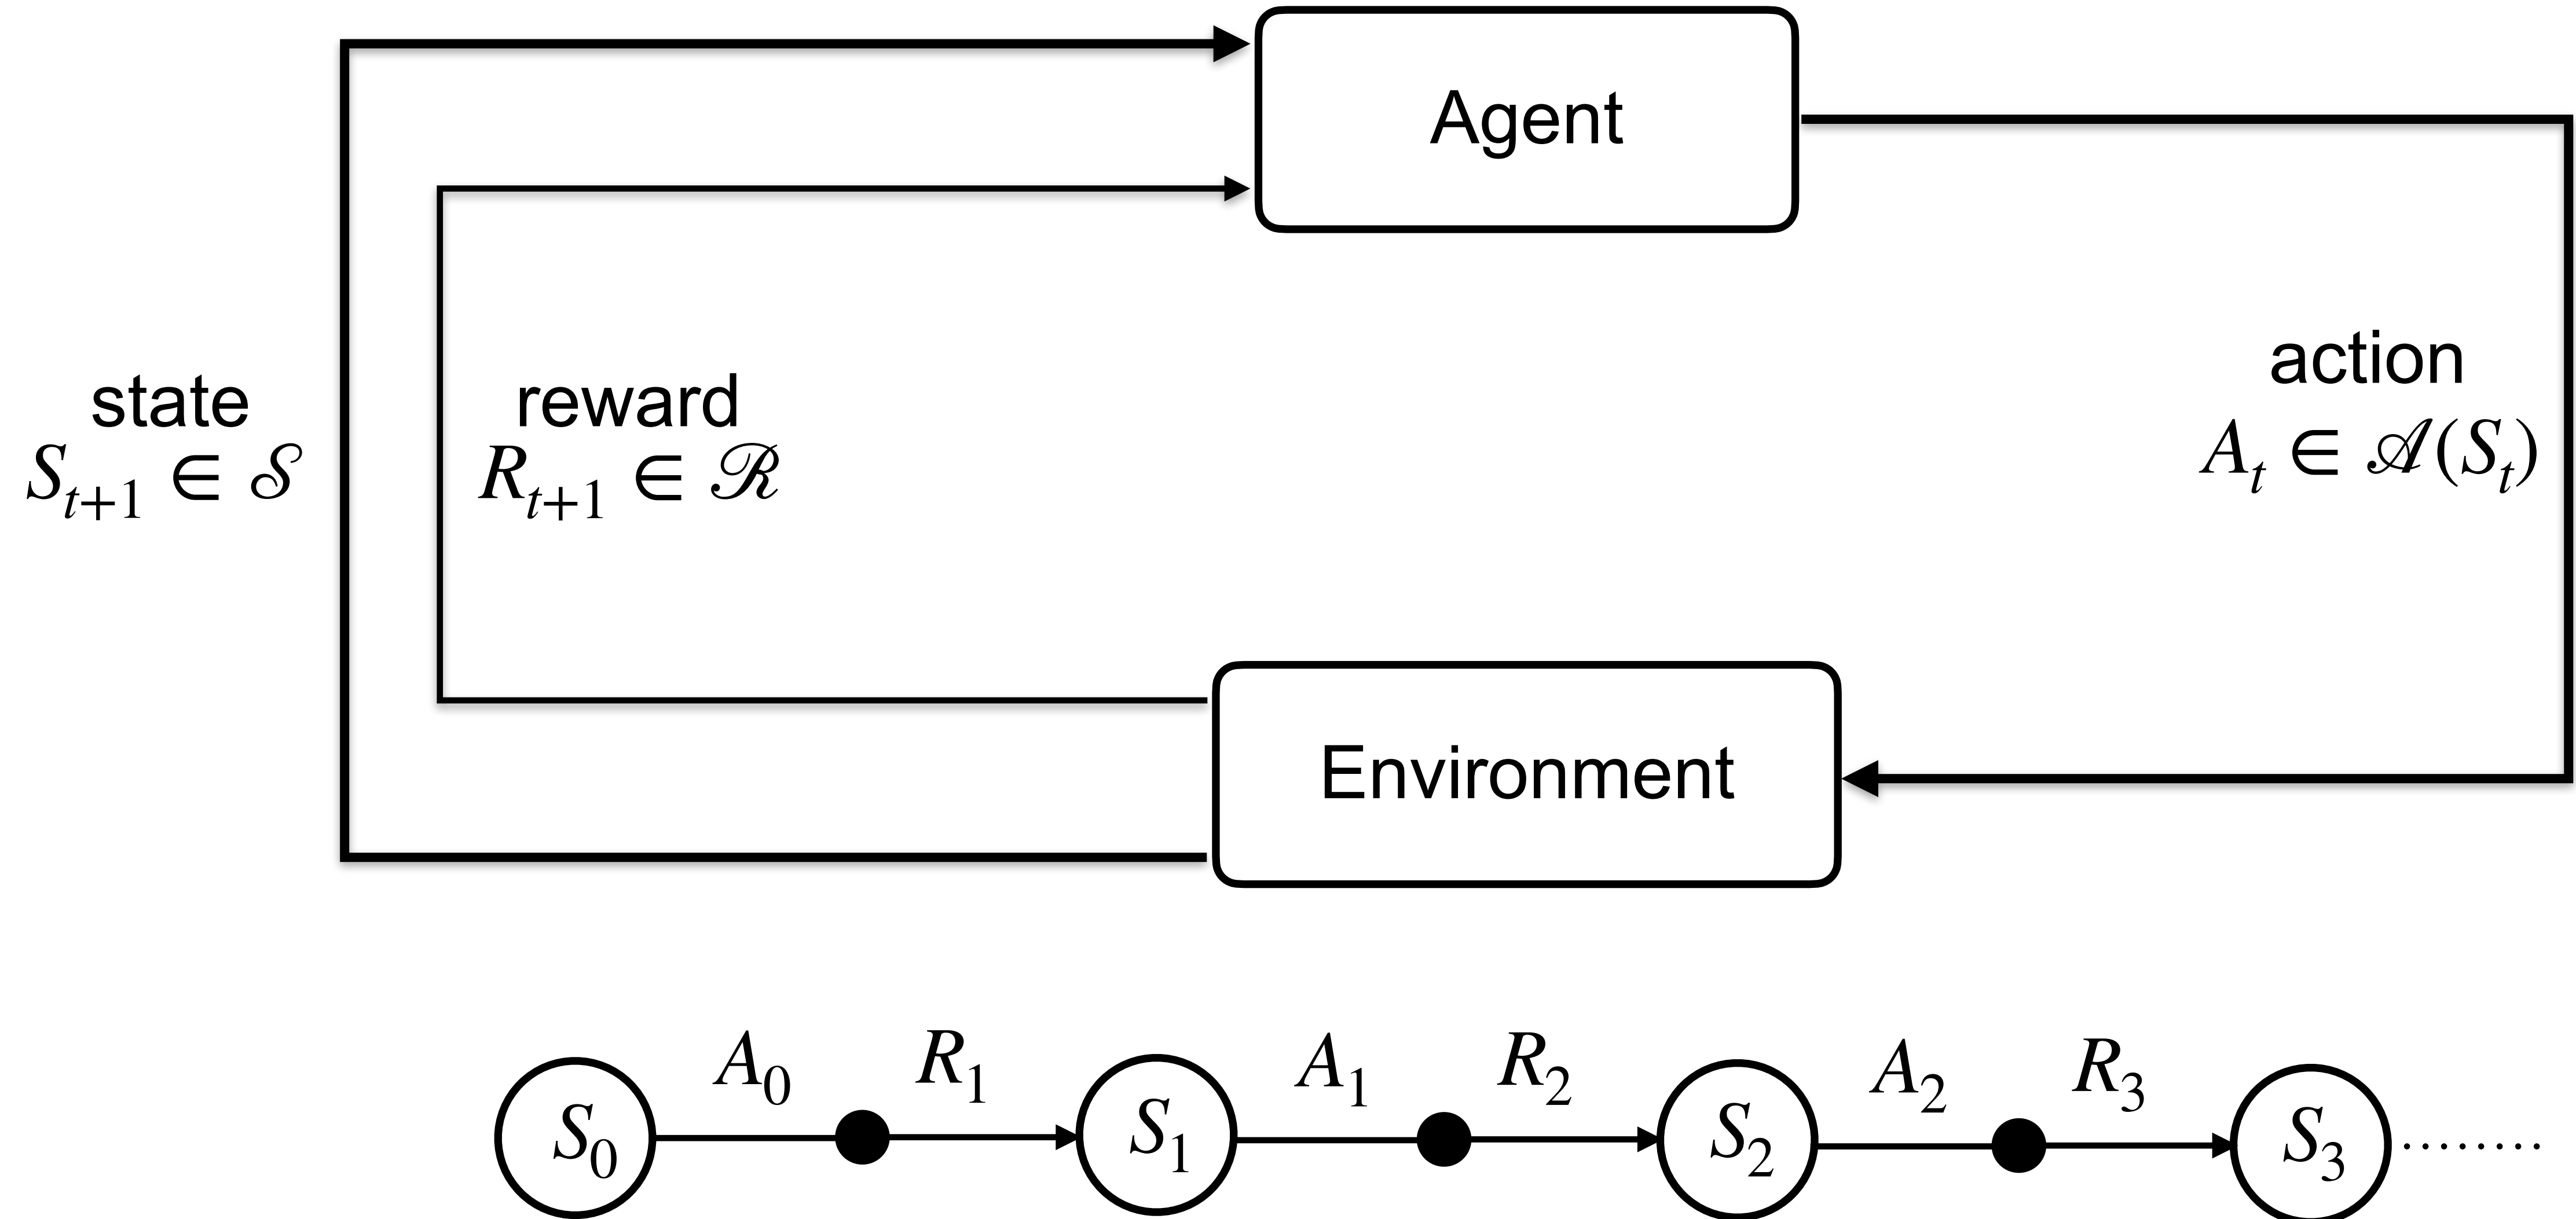 Agent
state
S_{t+1} ∈ 𝒮
reward
R_{t+1} ∈ ℛ
action
A_t ∈ 𝒜(S_t)
Environment
A_0 R_1 A_1 R_2 A_2 R_3
S_0 S_1 S_2 S_3 ........